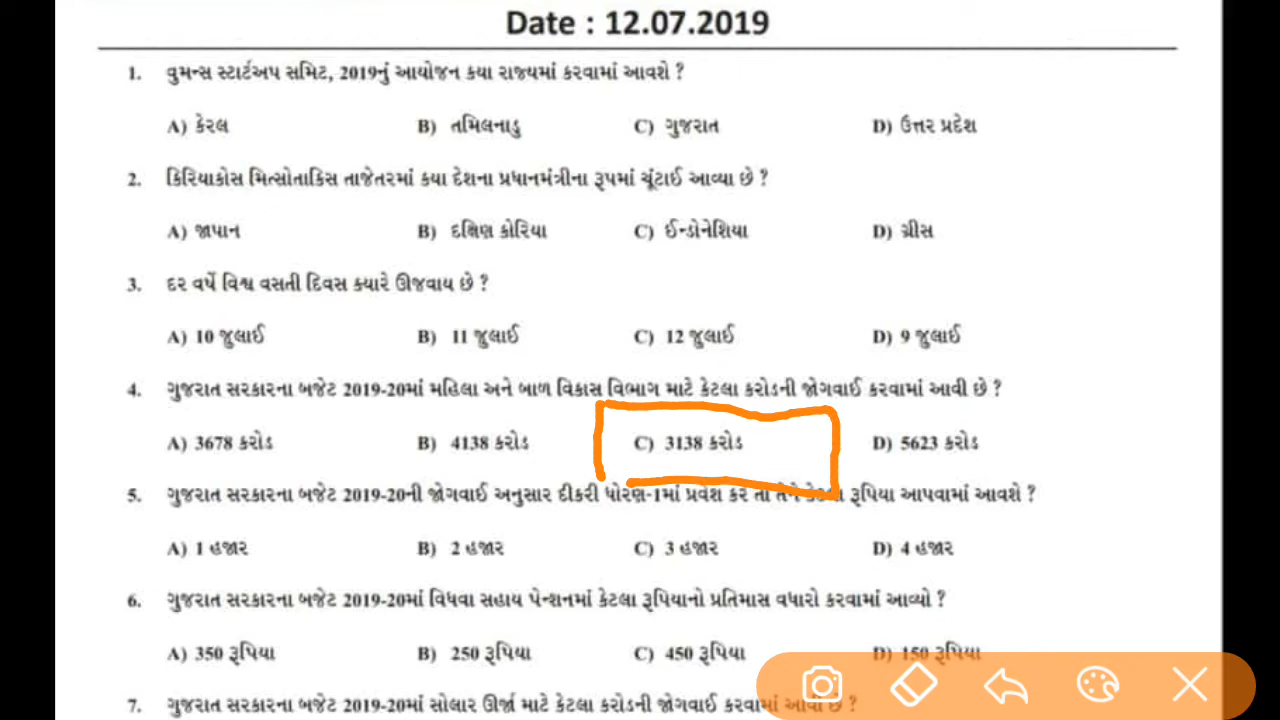 Date : 12.07.2019
1. વુમન્સ સ્ટાર્ટઅપ સમિટ, 2019નું આયોજન કયા રાજ્યમાં કરવામાં આવશે ?
A) કેરલ B) તમિલનાડુ C) ગુજરાત D) ઉત્તર પ્રદેશ
2. કિરિયાકોસ મિત્સોતાકિસ તાજેતરમાં કયા દેશના પ્રધાનમંત્રીના રૂપમાં ચૂંટાઈ આવ્યા છે ?
A) જાપાન B) દક્ષિણ કોરિયા C) ઈન્ડોનેશિયા D) ગ્રીસ
3. દર વર્ષે વિશ્વ વસતી દિવસ ક્યારે ઊજવાય છે ?
A) 10 જુલાઈ B) 11 જુલાઈ C) 12 જુલાઈ D) 9 જુલાઈ
4. ગુજરાત સરકારના બજેટ 2019-20માં મહિલા અને બાળ વિકાસ વિભાગ માટે કેટલા કરોડની જોગવાઈ કરવામાં આવી છે ?
A) 3678 કરોડ B) 4138 કરોડ C) 3138 કરોડ D) 5623 કરોડ
5. ગુજરાત સરકારના બજેટ 2019-20ની જોગવાઈ અનુસાર દીકરી ધોરણ-1માં પ્રવેશ કરે તો તેને કેટલા રૂપિયા આપવામાં આવશે ?
A) 1 હજાર B) 2 હજાર C) 3 હજાર D) 4 હજાર
6. ગુજરાત સરકારના બજેટ 2019-20માં વિધવા સહાય પેન્શનમાં કેટલા રૂપિયાનો પ્રતિમાસ વધારો કરવામાં આવ્યો ?
A) 350 રૂપિયા B) 250 રૂપિયા C) 450 રૂપિયા D) 150 રૂપિયા
7. ગુજરાત સરકારના બજેટ 2019-20માં સોલાર ઊર્જા માટે કેટલા કરોડની જોગવાઈ કરવામાં આવી છે ?